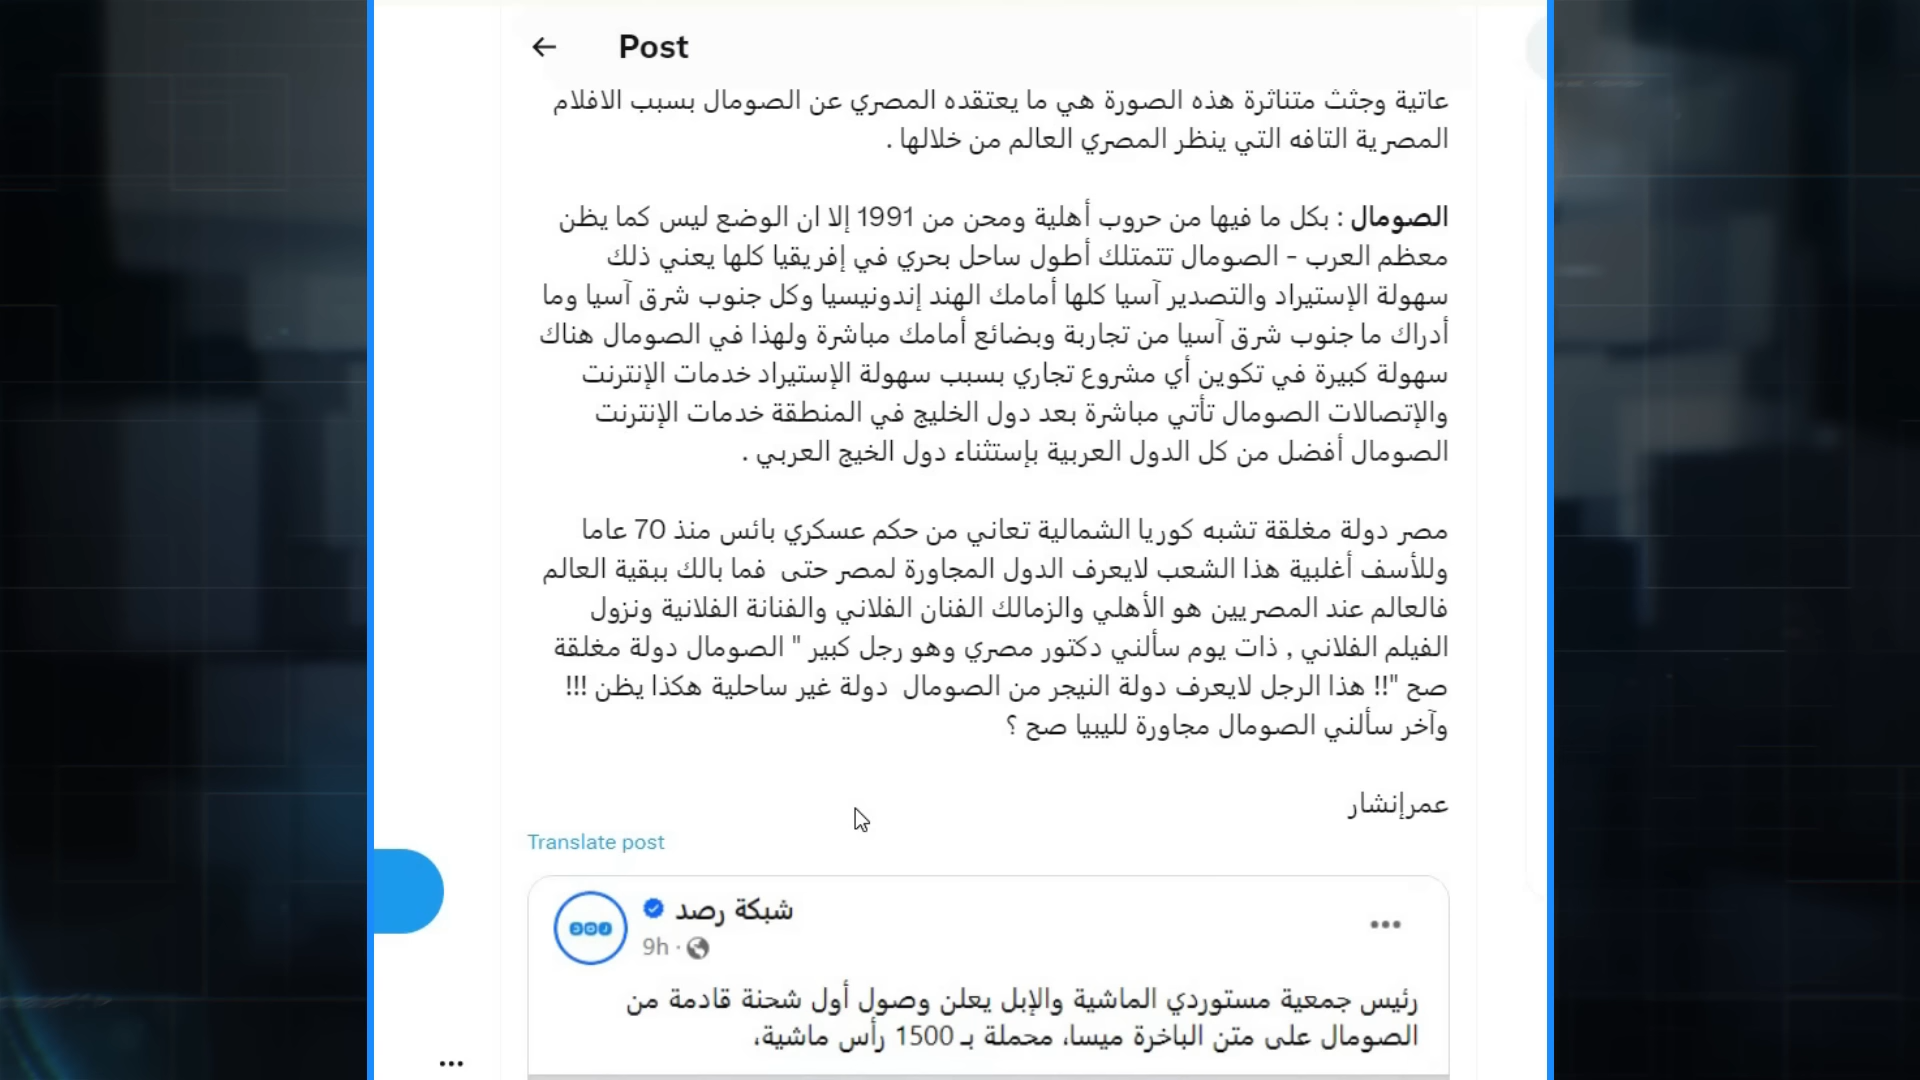 Post
عاتية وجثث متناثرة هذه الصورة هي ما يعتقده المصري عن الصومال بسبب الافلام
المصرية التافه التي ينظر المصري العالم من خلالها .
الصومال : بكل ما فيها من حروب أهلية ومحن من 1991 إلا ان الوضع ليس كما يظن
معظم العرب - الصومال تتمتلك أطول ساحل بحري في إفريقيا كلها يعني ذلك
سهولة الإستيراد والتصدير آسيا كلها أمامك الهند إندونيسيا وكل جنوب شرق آسيا وما
أدراك ما جنوب شرق آسيا من تجاربة وبضائع أمامك مباشرة ولهذا في الصومال هناك
سهولة كبيرة في تكوين أي مشروع تجاري بسبب سهولة الإستيراد خدمات الإنترنت
والإتصالات الصومال تأتي مباشرة بعد دول الخليج في المنطقة خدمات الإنترنت
الصومال أفضل من كل الدول العربية بإستثناء دول الخيج العربي .
مصر دولة مغلقة تشبه كوريا الشمالية تعاني من حكم عسكري بائس منذ 70 عاما
وللأسف أغلبية هذا الشعب لايعرف الدول المجاورة لمصر حتى فما بالك ببقية العالم
فالعالم عند المصريين هو الأهلي والزمالك الفنان الفلاني والفنانة الفلانية ونزول
الفيلم الفلاني , ذات يوم سألني دكتور مصري وهو رجل كبير " الصومال دولة مغلقة
صح "!! هذا الرجل لايعرف دولة النيجر من الصومال دولة غير ساحلية هكذا يظن !!!
وآخر سألني الصومال مجاورة لليبيا صح ؟
عمرإنشار
Translate post
شبكة رصد
9h ·
رئيس جمعية مستوردي الماشية والإبل يعلن وصول أول شحنة قادمة من
الصومال على متن الباخرة ميسا، محملة بـ 1500 رأس ماشية،